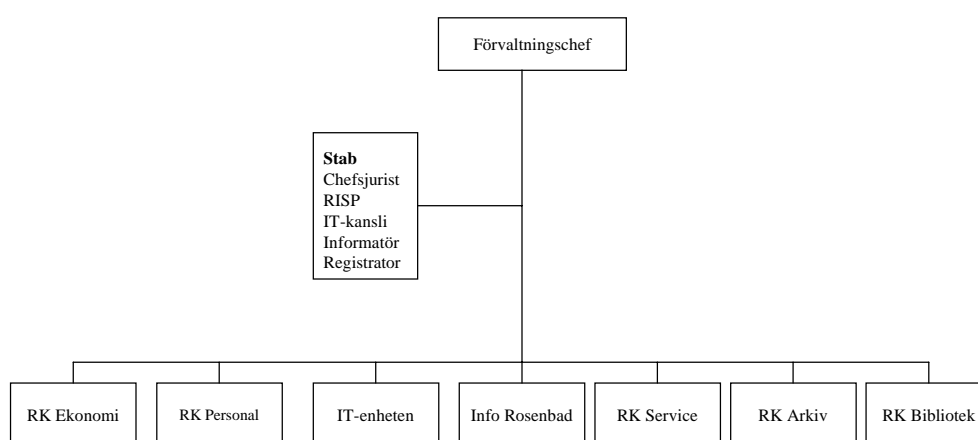 Förvaltningschef
Stab
Chefsjurist
RISP
IT-kansli
Informatör
Registrator
RK Ekonomi
RK Personal
IT-enheten
Info Rosenbad
RK Service
RK Arkiv
RK Bibliotek